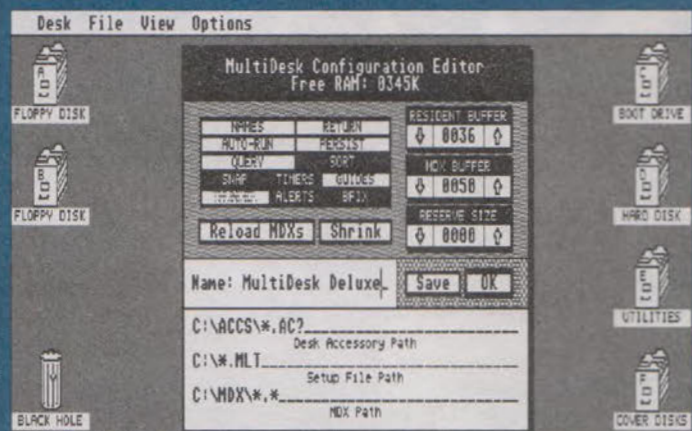 Desk File View Options
FLOPPY DISK
FLOPPY DISK
BLACK HOLE
MultiDesk Configuration Editor
Free RAM: 0345K
NAMES RETURN
AUTO-RUN PERSIST
QUERY SORT
SNAP TIMERS GUIDES
ALERTS BFIX
Reload MDXs Shrink
RESIDENT BUFFER
0036
MDX BUFFER
0050
RESERVE SIZE
0000
Name: MultiDesk Deluxe_
Save OK
C:\ACCS\*.AC?
Desk Accessory Path
C:\*.MLT
Setup File Path
C:\MDX\*.*
MDX Path
C
BOOT DRIVE
D
HARD DISK
E
UTILITIES
F
COVER DISKS